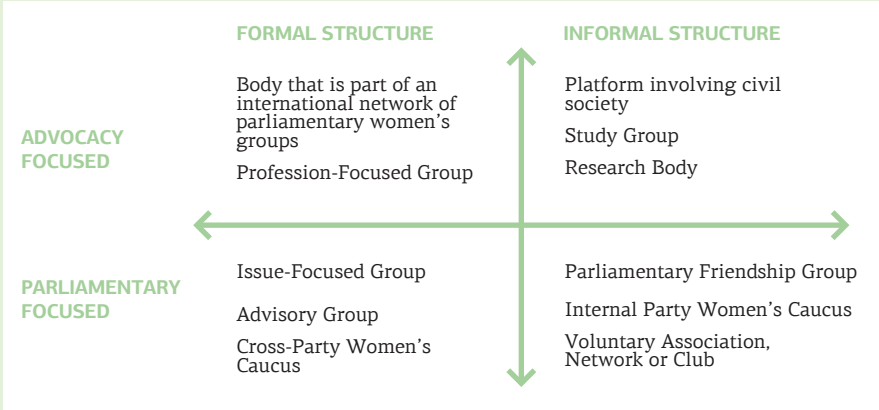 FORMAL STRUCTURE
INFORMAL STRUCTURE
ADVOCACY
FOCUSED
Body that is part of an
international network of
parliamentary women’s
groups
Profession-Focused Group
Platform involving civil
society
Study Group
Research Body
PARLIAMENTARY
FOCUSED
Issue-Focused Group
Advisory Group
Cross-Party Women’s
Caucus
Parliamentary Friendship Group
Internal Party Women’s Caucus
Voluntary Association,
Network or Club